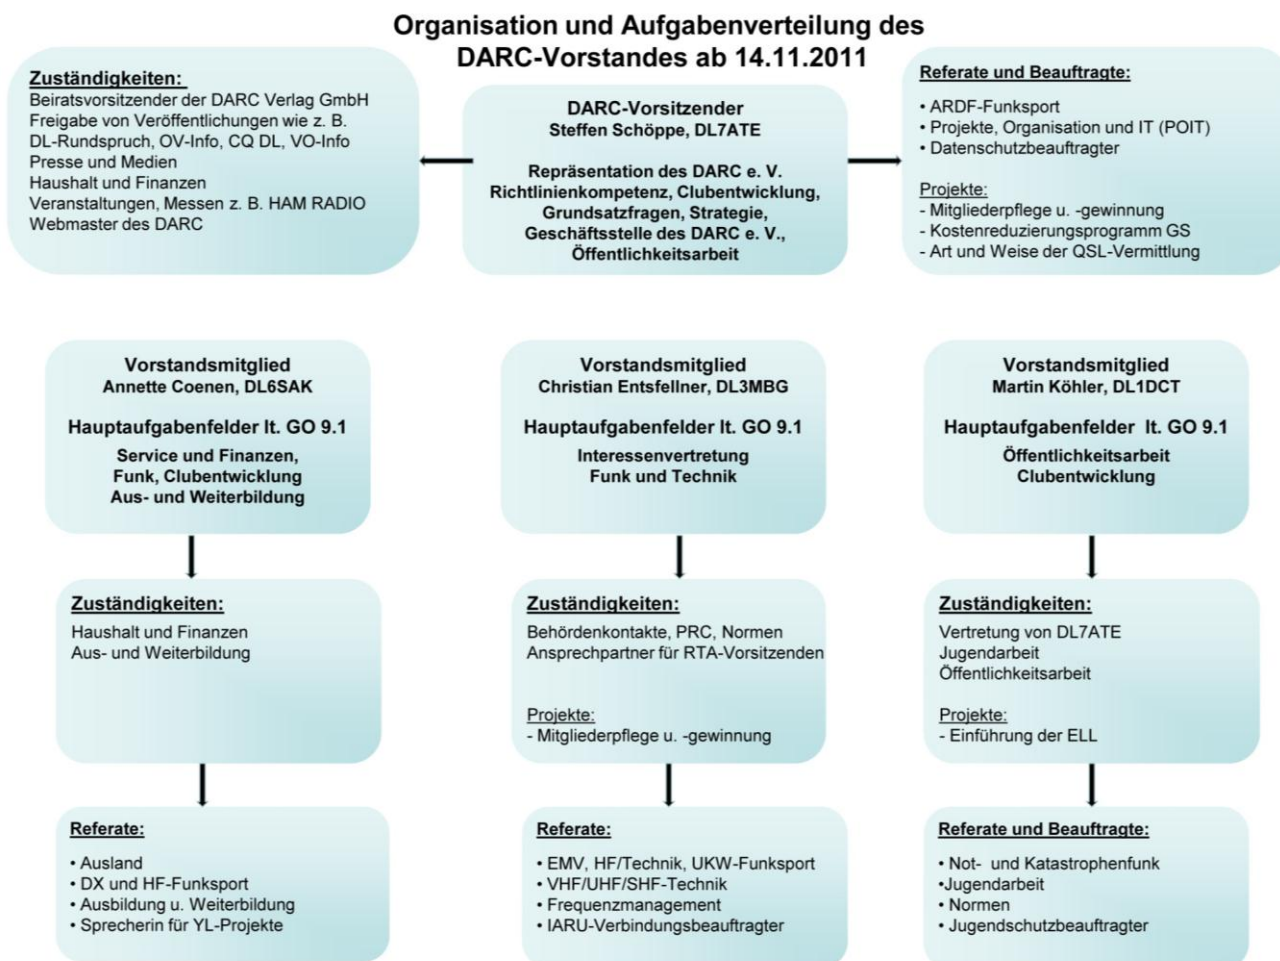 Organisation und Aufgabenverteilung des
DARC-Vorstandes ab 14.11.2011
Zuständigkeiten:
Beiratsvorsitzender der DARC Verlag GmbH
Freigabe von Veröffentlichungen wie z. B.
DL-Rundspruch, OV-Info, CQ DL, VO-Info
Presse und Medien
Haushalt und Finanzen
Veranstaltungen, Messen z. B. HAM RADIO
Webmaster des DARC
DARC-Vorsitzender
Steffen Schöppe, DL7ATE
Repräsentation des DARC e. V.
Richtlinienkompetenz, Clubentwicklung,
Grundsatzfragen, Strategie,
Geschäftsstelle des DARC e. V.,
Öffentlichkeitsarbeit
Referate und Beauftragte:
• ARDF-Funksport
• Projekte, Organisation und IT (POIT)
• Datenschutzbeauftragter
Projekte:
- Mitgliederpflege u. -gewinnung
- Kostenreduzierungsprogramm GS
- Art und Weise der QSL-Vermittlung
Vorstandsmitglied
Annette Coenen, DL6SAK
Hauptaufgabenfelder lt. GO 9.1
Service und Finanzen,
Funk, Clubentwicklung
Aus- und Weiterbildung
Zuständigkeiten:
Haushalt und Finanzen
Aus- und Weiterbildung
Referate:
• Ausland
• DX und HF-Funksport
• Ausbildung u. Weiterbildung
• Sprecherin für YL-Projekte
Vorstandsmitglied
Christian Entsfellner, DL3MBG
Hauptaufgabenfelder lt. GO 9.1
Interessenvertretung
Funk und Technik
Zuständigkeiten:
Behördenkontakte, PRC, Normen
Ansprechpartner für RTA-Vorsitzenden
Projekte:
- Mitgliederpflege u. -gewinnung
Referate:
• EMV, HF/Technik, UKW-Funksport
• VHF/UHF/SHF-Technik
• Frequenzmanagement
• IARU-Verbindungsbeauftragter
Vorstandsmitglied
Martin Köhler, DL1DCT
Hauptaufgabenfelder lt. GO 9.1
Öffentlichkeitsarbeit
Clubentwicklung
Zuständigkeiten:
Vertretung von DL7ATE
Jugendarbeit
Öffentlichkeitsarbeit
Projekte:
- Einführung der ELL
Referate und Beauftragte:
• Not- und Katastrophenfunk
•Jugendarbeit
• Normen
• Jugendschutzbeauftragter